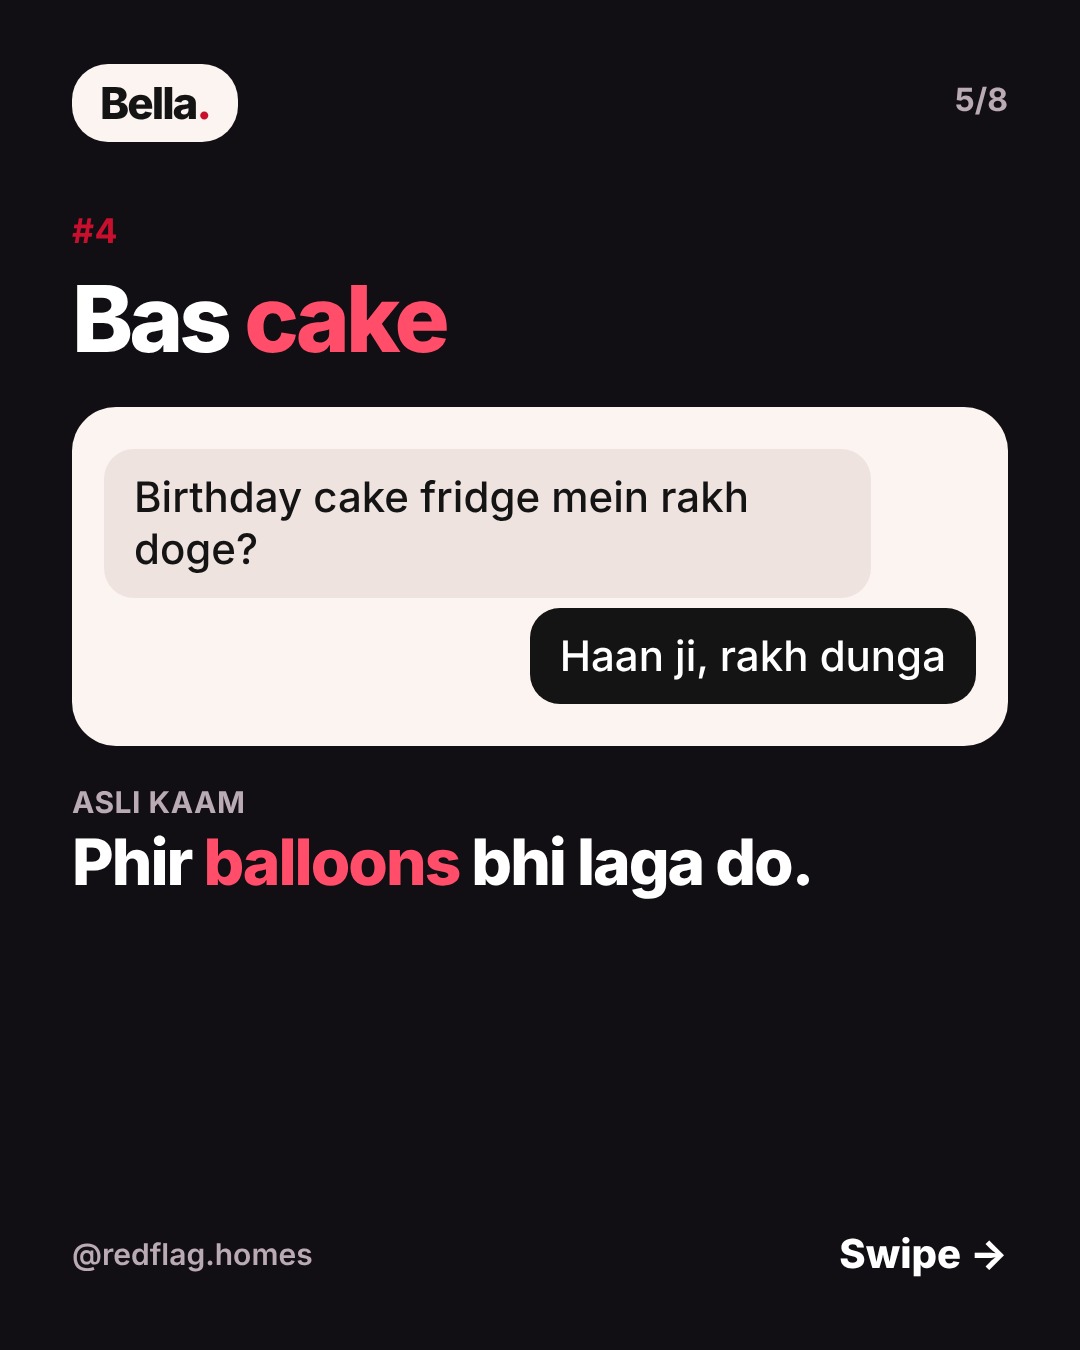 Bella.
5/8
#4
Bas cake
Birthday cake fridge mein rakh
doge?
Haan ji, rakh dunga
ASLI KAAM
Phir balloons bhi laga do.
@redflag.homes
Swipe →